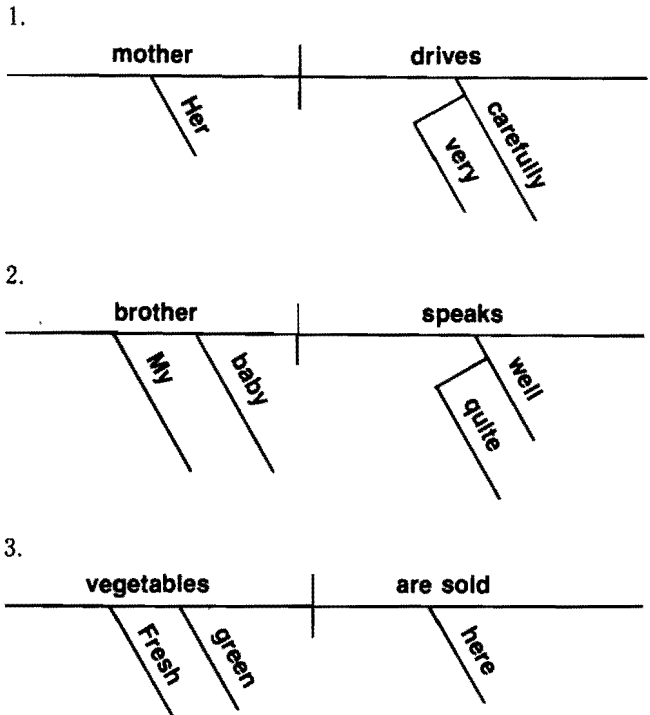 1.
mother drives
Her very carefully
2.
brother speaks
My baby quite well
3.
vegetables are sold
Fresh green here